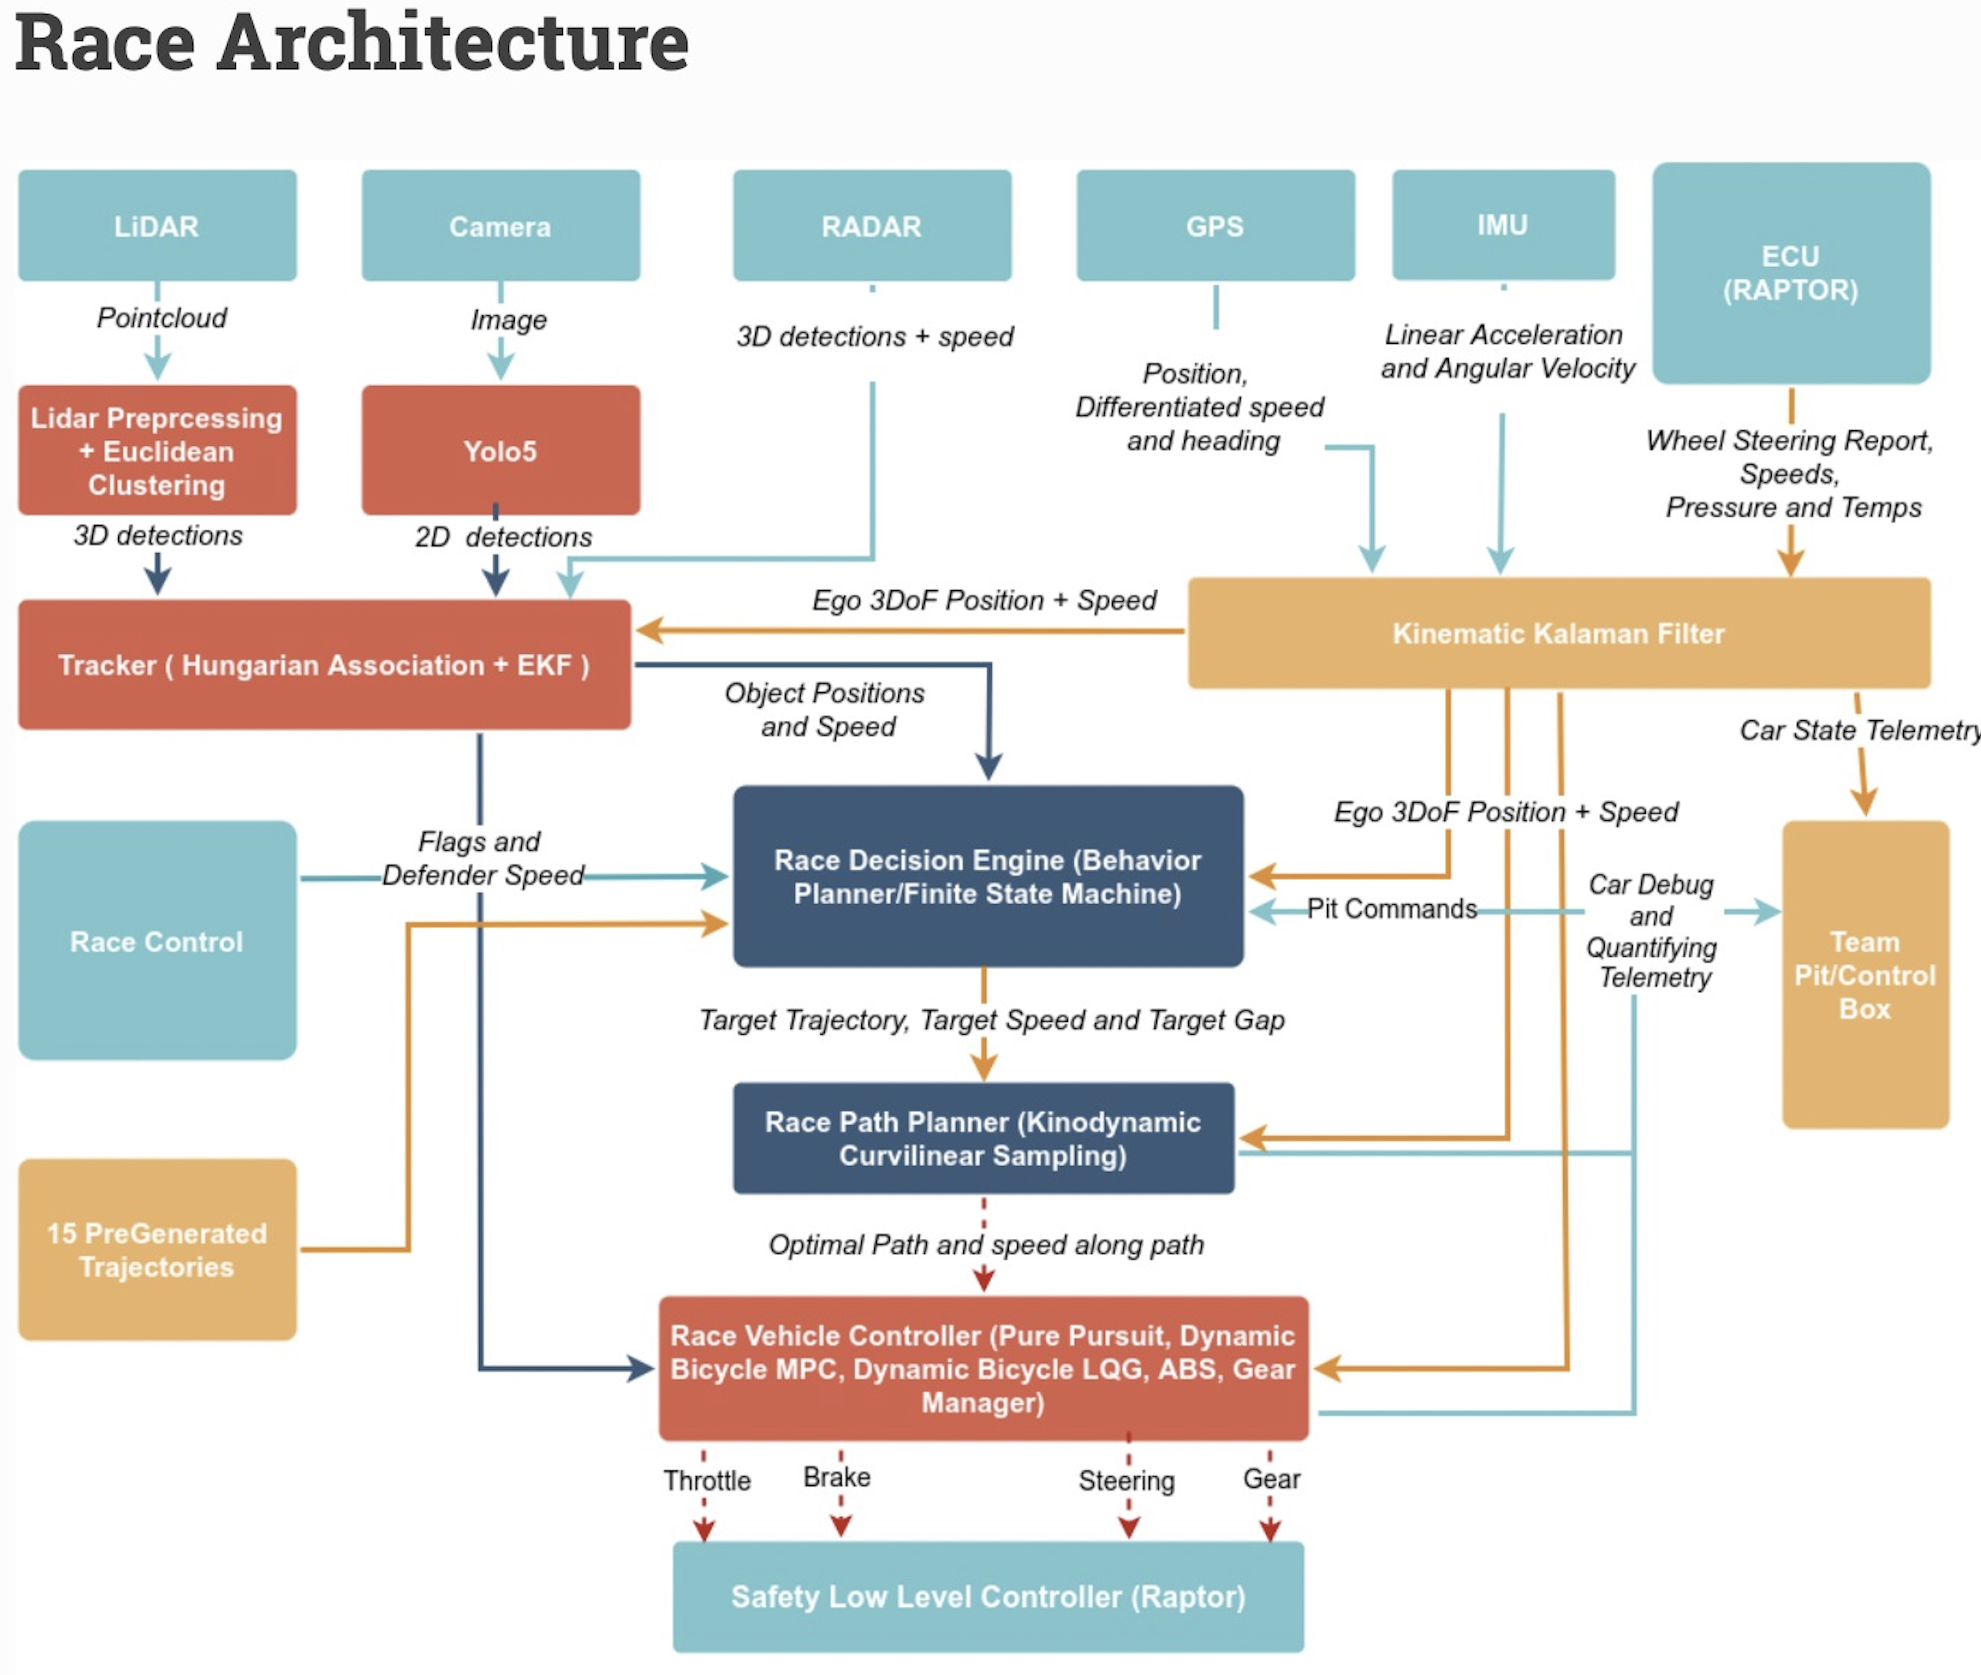 Race Architecture
LiDAR
Camera
RADAR
GPS
IMU
ECU
(RAPTOR)
Pointcloud
Image
3D detections + speed
Position,
Differentiated speed
and heading
Linear Acceleration
and Angular Velocity
Wheel Steering Report,
Speeds,
Pressure and Temps
Lidar Preprcessing
+ Euclidean
Clustering
Yolo5
3D detections
2D detections
Ego 3DoF Position + Speed
Kinematic Kalaman Filter
Tracker ( Hungarian Association + EKF )
Object Positions
and Speed
Car State Telemetry
Ego 3DoF Position + Speed
Flags and
Defender Speed
Race Decision Engine (Behavior
Planner/Finite State Machine)
Pit Commands
Car Debug
and
Quantifying
Telemetry
Race Control
Team
Pit/Control
Box
Target Trajectory, Target Speed and Target Gap
Race Path Planner (Kinodynamic
Curvilinear Sampling)
15 PreGenerated
Trajectories
Optimal Path and speed along path
Race Vehicle Controller (Pure Pursuit, Dynamic
Bicycle MPC, Dynamic Bicycle LQG, ABS, Gear
Manager)
Throttle
Brake
Steering
Gear
Safety Low Level Controller (Raptor)